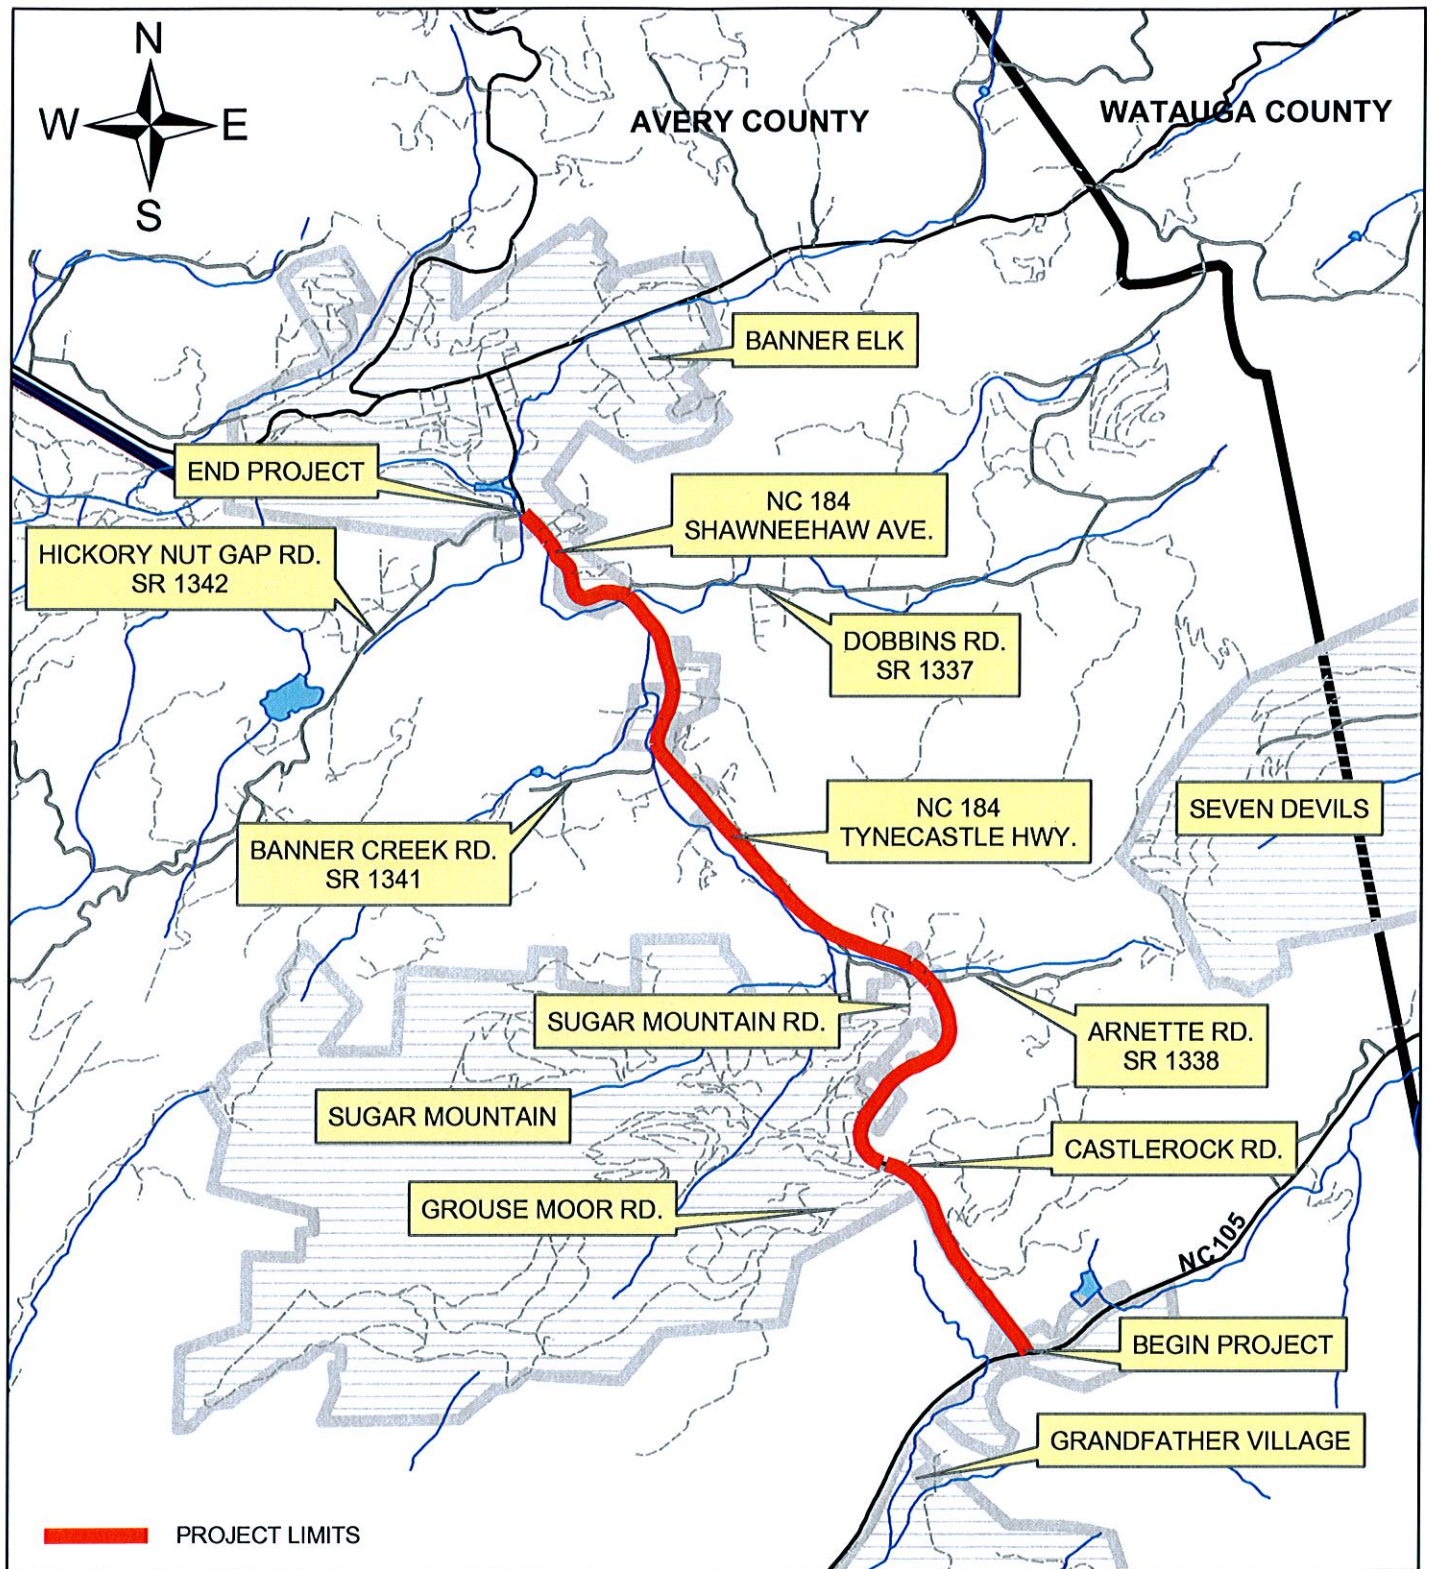 N
W E
S
AVERY COUNTY
WATAUGA COUNTY
BANNER ELK
END PROJECT
NC 184
SHAWNEEHAW AVE.
HICKORY NUT GAP RD.
SR 1342
DOBBINS RD.
SR 1337
NC 184
TYNECASTLE HWY.
SEVEN DEVILS
BANNER CREEK RD.
SR 1341
SUGAR MOUNTAIN RD.
ARNETTE RD.
SR 1338
SUGAR MOUNTAIN
CASTLEROCK RD.
GROUSE MOOR RD.
NC105
BEGIN PROJECT
GRANDFATHER VILLAGE
PROJECT LIMITS